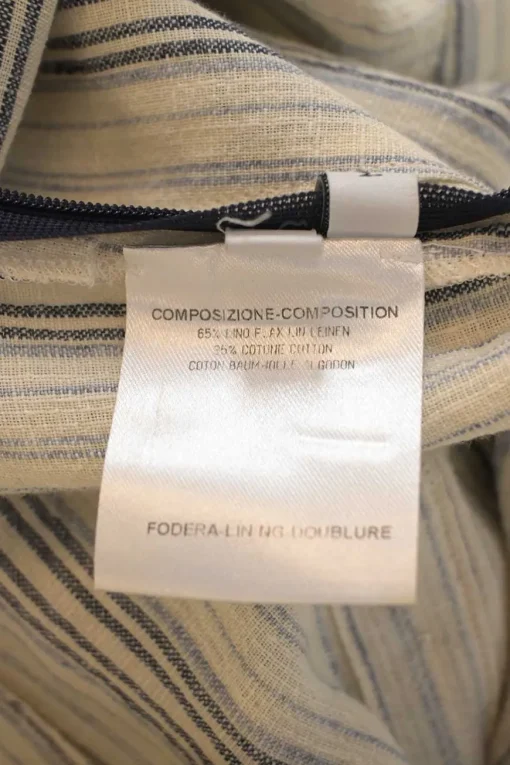 COMPOSIZIONE-COMPOSITION
65% LINO FLAX LIN LEINEN
35% COTONE COTTON
COTON BAUMWOLLE ALGODON
FODERA-LINING-DOUBLURE